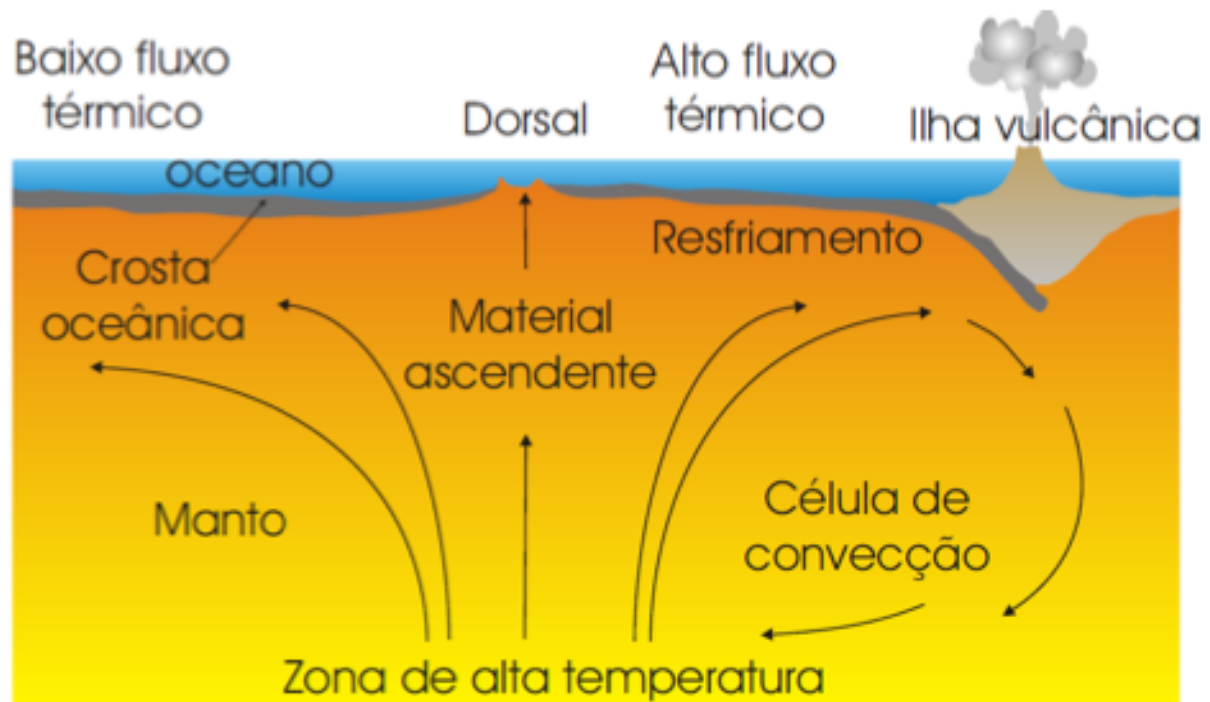 Baixo fluxo
térmico
Dorsal
Alto fluxo
térmico
Ilha vulcânica
oceano
Crosta
oceânica
Resfriamento
Material
ascendente
Manto
Célula de
convecção
Zona de alta temperatura